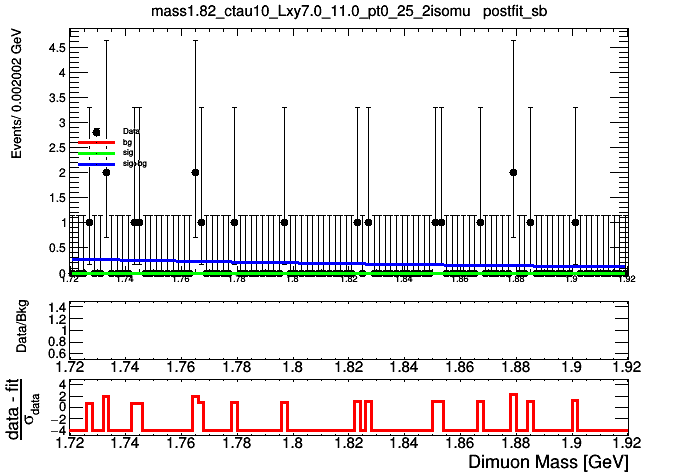 mass1.82_ctau10_Lxy7.0_11.0_pt0_25_2isomu postfit_sb
Events/ 0.002002 GeV
4.5
4
3.5
3
2.5
2
1.5
1
0.5
0
Data
bg
sig
sig+bg
1.72 1.74 1.76 1.78 1.8 1.82 1.84 1.86 1.88 1.9 1.92
Data/Bkg
1.4
1.2
1
0.8
0.6
1.72 1.74 1.76 1.78 1.8 1.82 1.84 1.86 1.88 1.9 1.92
data - fit
σdata
4
2
0
−2
−4
1.72 1.74 1.76 1.78 1.8 1.82 1.84 1.86 1.88 1.9 1.92
Dimuon Mass [GeV]